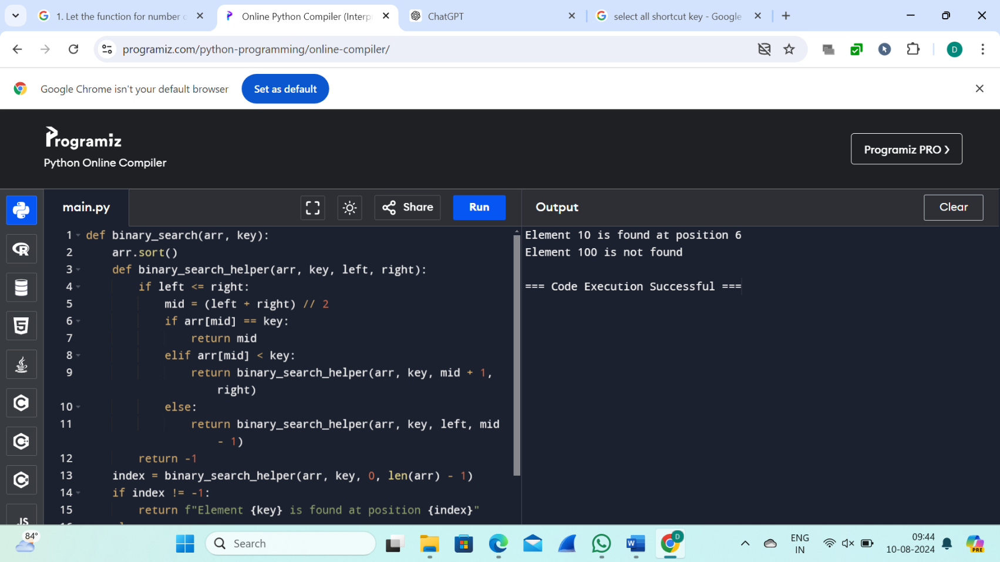 1. Let the function for number
Online Python Compiler (Interp
ChatGPT
select all shortcut key - Google
programiz.com/python-programming/online-compiler/
D
Google Chrome isn't your default browser
Set as default
Programiz
Python Online Compiler
Programiz PRO ❯
main.py
Share
Run
Output
Clear
1 def binary_search(arr, key):
2 arr.sort()
3 def binary_search_helper(arr, key, left, right):
4 if left <= right:
5 mid = (left + right) // 2
6 if arr[mid] == key:
7 return mid
8 elif arr[mid] < key:
9 return binary_search_helper(arr, key, mid + 1,
right)
10 else:
11 return binary_search_helper(arr, key, left, mid
- 1)
12 return -1
13 index = binary_search_helper(arr, key, 0, len(arr) - 1)
14 if index != -1:
15 return f"Element {key} is found at position {index}"
Element 10 is found at position 6
Element 100 is not found
=== Code Execution Successful ===
JS
84°
Search
D
ENG
IN
09:44
10-08-2024
PRE